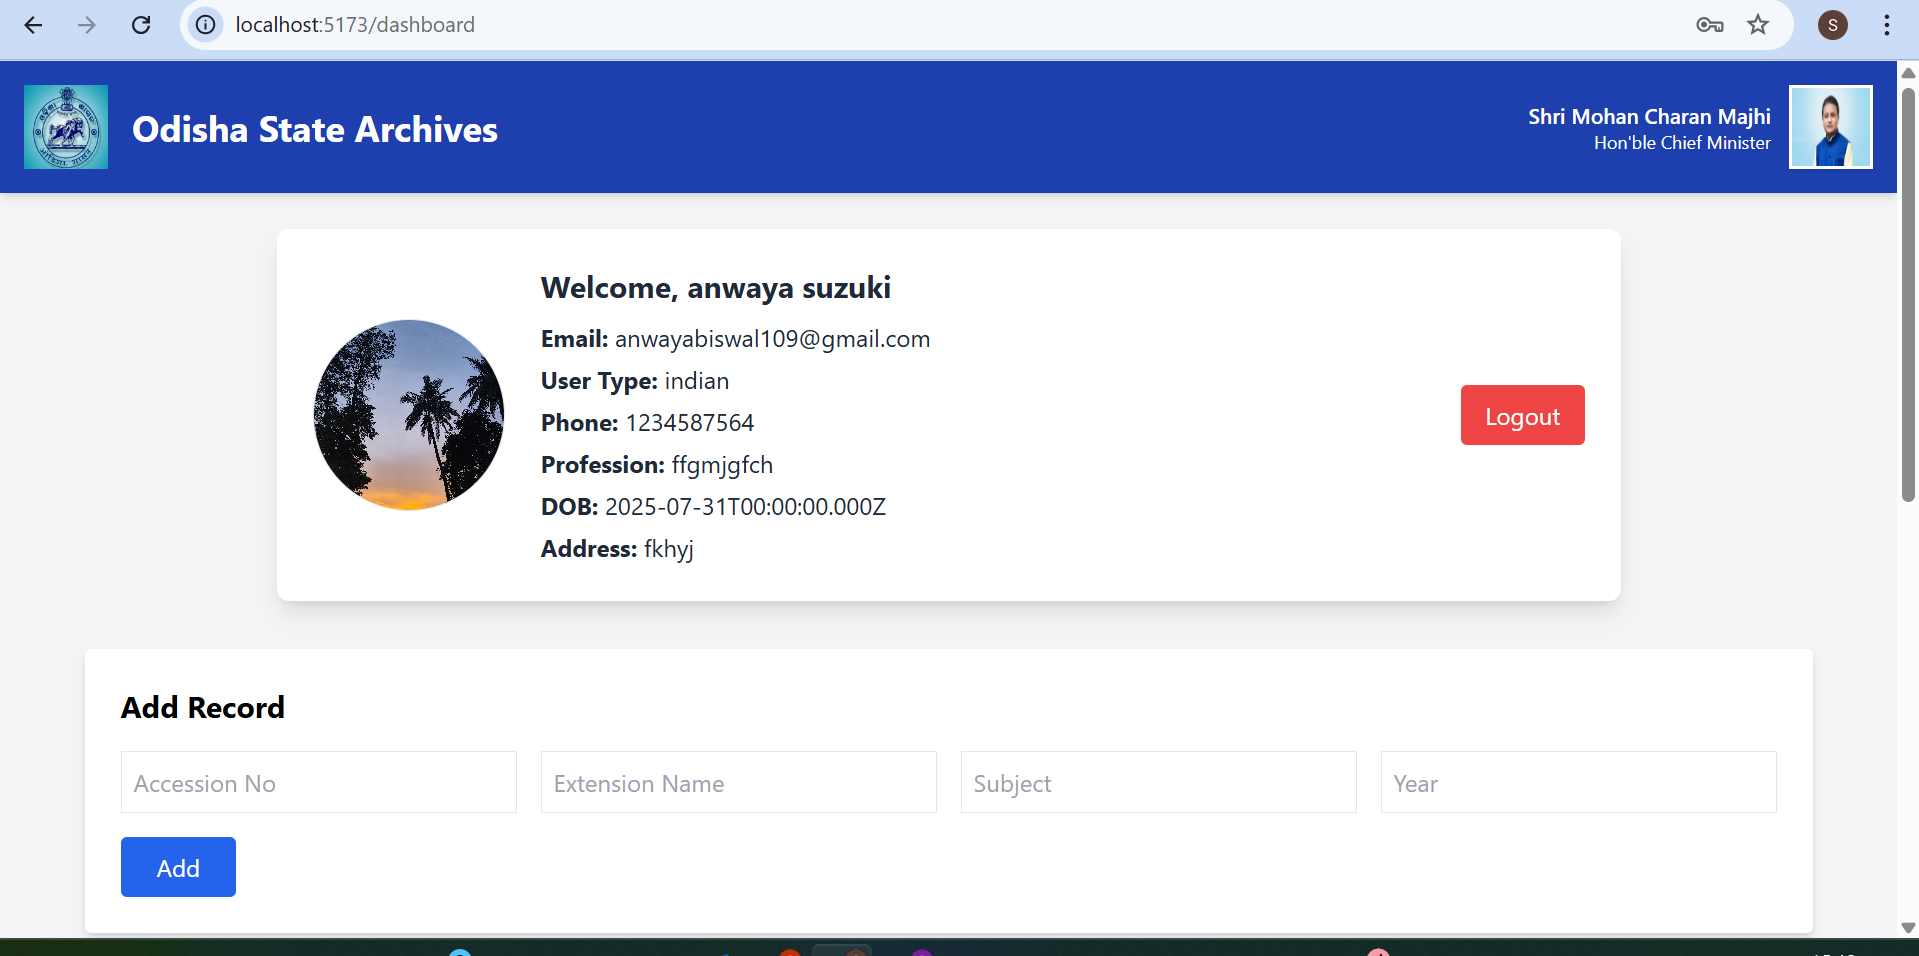 localhost:5173/dashboard
S
Odisha State Archives
Shri Mohan Charan Majhi
Hon'ble Chief Minister
Welcome, anwaya suzuki
Email: anwayabiswal109@gmail.com
User Type: indian
Phone: 1234587564
Profession: ffgmjgfch
DOB: 2025-07-31T00:00:00.000Z
Address: fkhyj
Logout
Add Record
Accession No
Extension Name
Subject
Year
Add